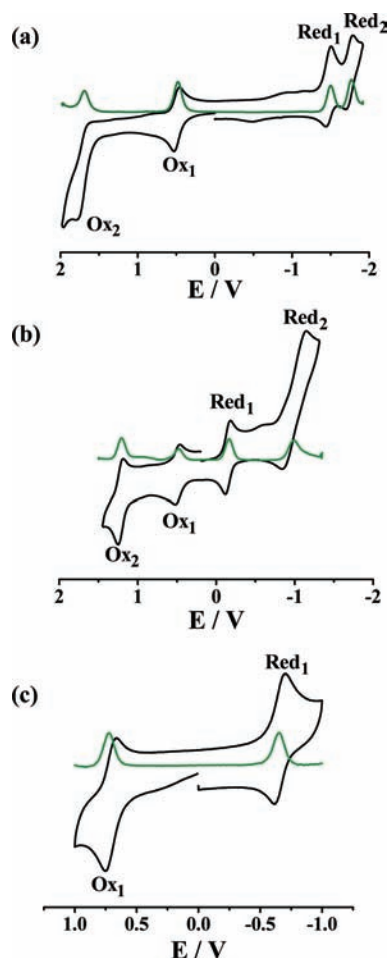 (a)
Red₁
Red₂
Ox₁
Ox₂
2 1 0 -1 -2
E / V
(b)
Red₂
Red₁
Ox₁
Ox₂
2 1 0 -1 -2
E / V
(c)
Red₁
Ox₁
1.0 0.5 0.0 -0.5 -1.0
E / V